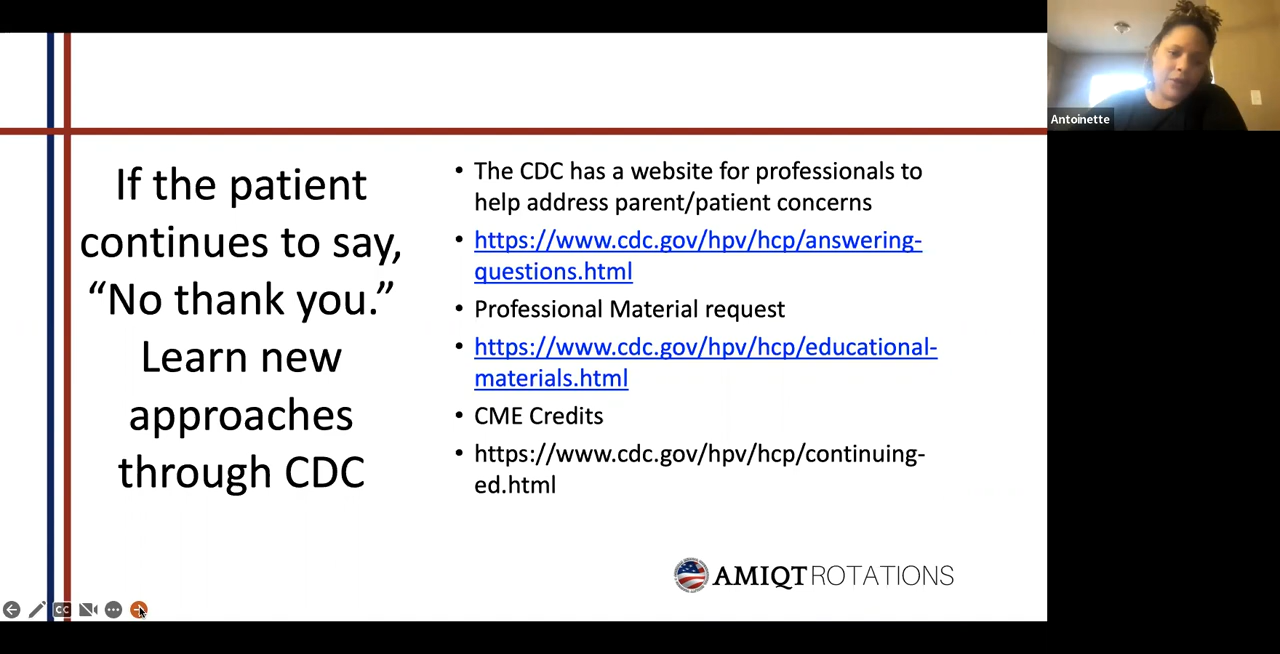 Antoinette
If the patient
continues to say,
“No thank you.”
Learn new
approaches
through CDC
• The CDC has a website for professionals to
help address parent/patient concerns
• https://www.cdc.gov/hpv/hcp/answering-
questions.html
• Professional Material request
• https://www.cdc.gov/hpv/hcp/educational-
materials.html
• CME Credits
• https://www.cdc.gov/hpv/hcp/continuing-
ed.html
AMIQT ROTATIONS
CC